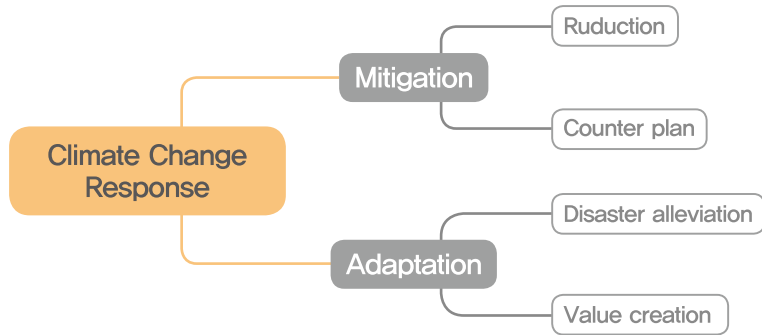 Ruduction
Mitigation
Counter plan
Climate Change
Response
Disaster alleviation
Adaptation
Value creation